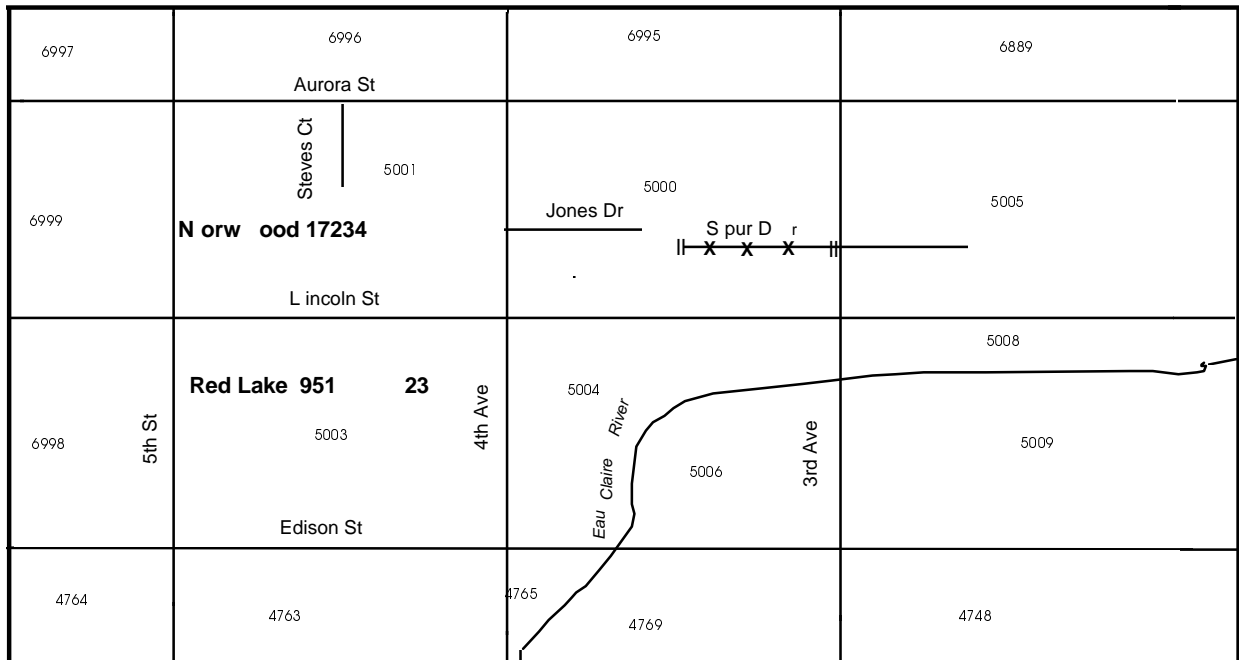 6997
6996
6995
6889
Aurora St
Steves Ct
5001
5000
5005
6999
N orw ood 17234
Jones Dr
S pur D r
X X X
L incoln St
5008
Red Lake 951 23
5004
6998
5th St
5003
4th Ave
Eau Claire River
5006
3rd Ave
5009
Edison St
4764
4763
4765
4769
4748